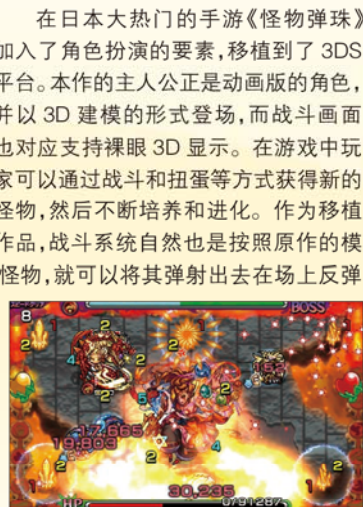 在日本大热门的手游《怪物弹珠》
加入了角色扮演的要素,移植到了 3DS
平台。本作的主人公正是动画版的角色,
并以 3D 建模的形式登场,而战斗画面
也对应支持裸眼 3D 显示。在游戏中玩
家可以通过战斗和扭蛋等方式获得新的
怪物,然后不断培养和进化。作为移植
作品,战斗系统自然也是按照原作的模
怪物,就可以将其弹射出去在场上反弹
BOSS
8
17,665
19,803
30,235
HP